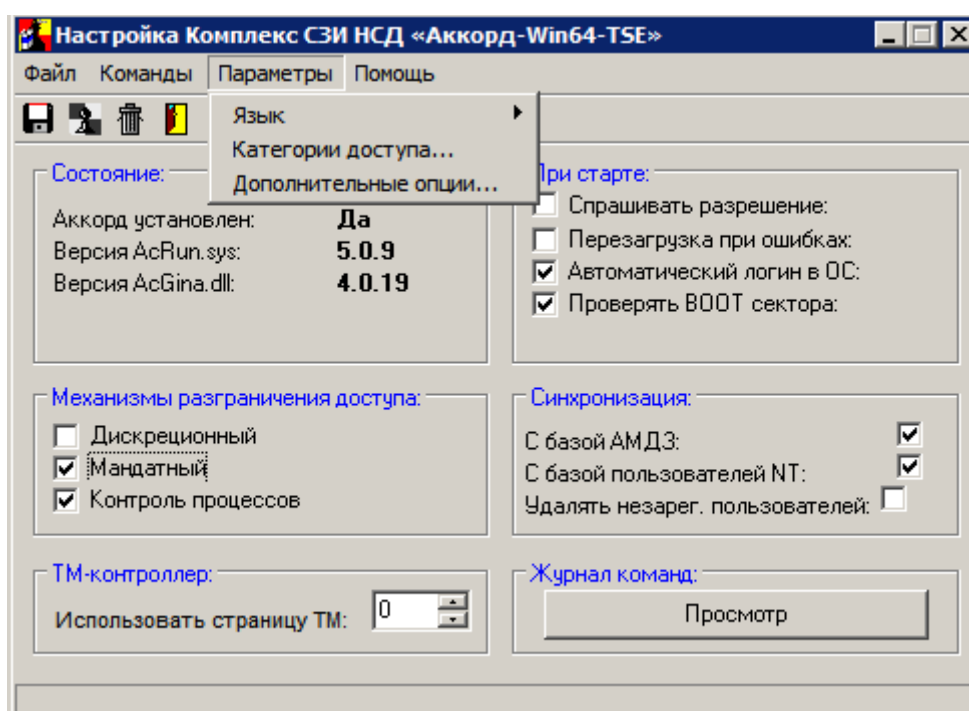 Настройка Комплекс СЗИ НСД «Аккорд-Win64-TSE»
Файл Команды Параметры Помощь
Язык
Категории доступа...
Дополнительные опции...
Состояние:
Аккорд установлен: Да
Версия AcRun.sys: 5.0.9
Версия AcGina.dll: 4.0.19
При старте:
Спрашивать разрешение:
Перезагрузка при ошибках:
Автоматический логин в ОС:
Проверять BOOT сектора:
Механизмы разграничения доступа:
Дискреционный
Мандатный
Контроль процессов
Синхронизация:
С базой АМДЗ:
С базой пользователей NT:
Удалять незарег. пользователей:
ТМ-контроллер:
Использовать страницу ТМ: 0
Журнал команд:
Просмотр